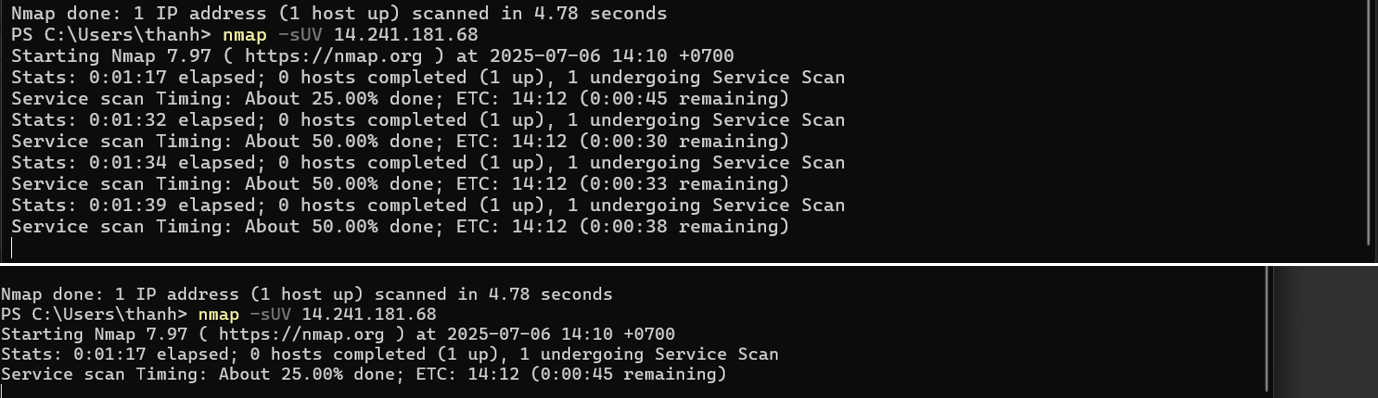 Nmap done: 1 IP address (1 host up) scanned in 4.78 seconds
PS C:\Users\thanh> nmap -sUV 14.241.181.68
Starting Nmap 7.97 ( https://nmap.org ) at 2025-07-06 14:10 +0700
Stats: 0:01:17 elapsed; 0 hosts completed (1 up), 1 undergoing Service Scan
Service scan Timing: About 25.00% done; ETC: 14:12 (0:00:45 remaining)
Stats: 0:01:32 elapsed; 0 hosts completed (1 up), 1 undergoing Service Scan
Service scan Timing: About 50.00% done; ETC: 14:12 (0:00:30 remaining)
Stats: 0:01:34 elapsed; 0 hosts completed (1 up), 1 undergoing Service Scan
Service scan Timing: About 50.00% done; ETC: 14:12 (0:00:33 remaining)
Stats: 0:01:39 elapsed; 0 hosts completed (1 up), 1 undergoing Service Scan
Service scan Timing: About 50.00% done; ETC: 14:12 (0:00:38 remaining)
Nmap done: 1 IP address (1 host up) scanned in 4.78 seconds
PS C:\Users\thanh> nmap -sUV 14.241.181.68
Starting Nmap 7.97 ( https://nmap.org ) at 2025-07-06 14:10 +0700
Stats: 0:01:17 elapsed; 0 hosts completed (1 up), 1 undergoing Service Scan
Service scan Timing: About 25.00% done; ETC: 14:12 (0:00:45 remaining)